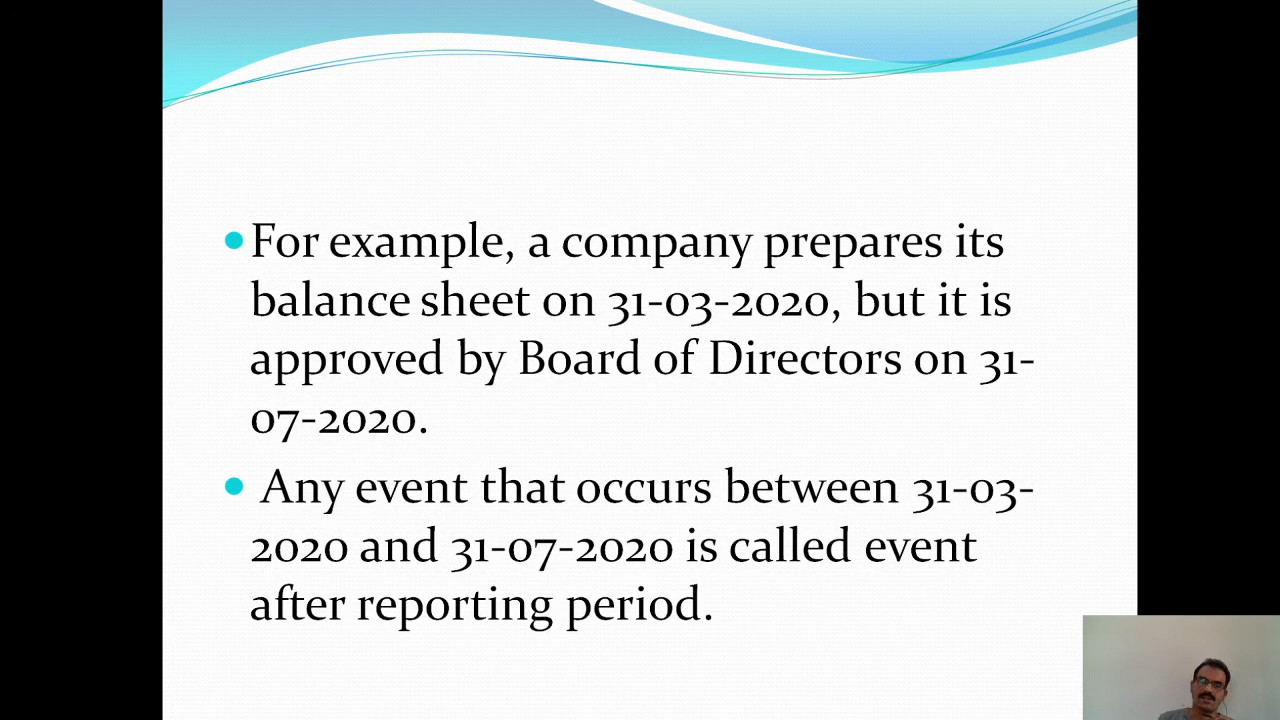 For example, a company prepares its
balance sheet on 31-03-2020, but it is
approved by Board of Directors on 31-
07-2020.
Any event that occurs between 31-03-
2020 and 31-07-2020 is called event
after reporting period.